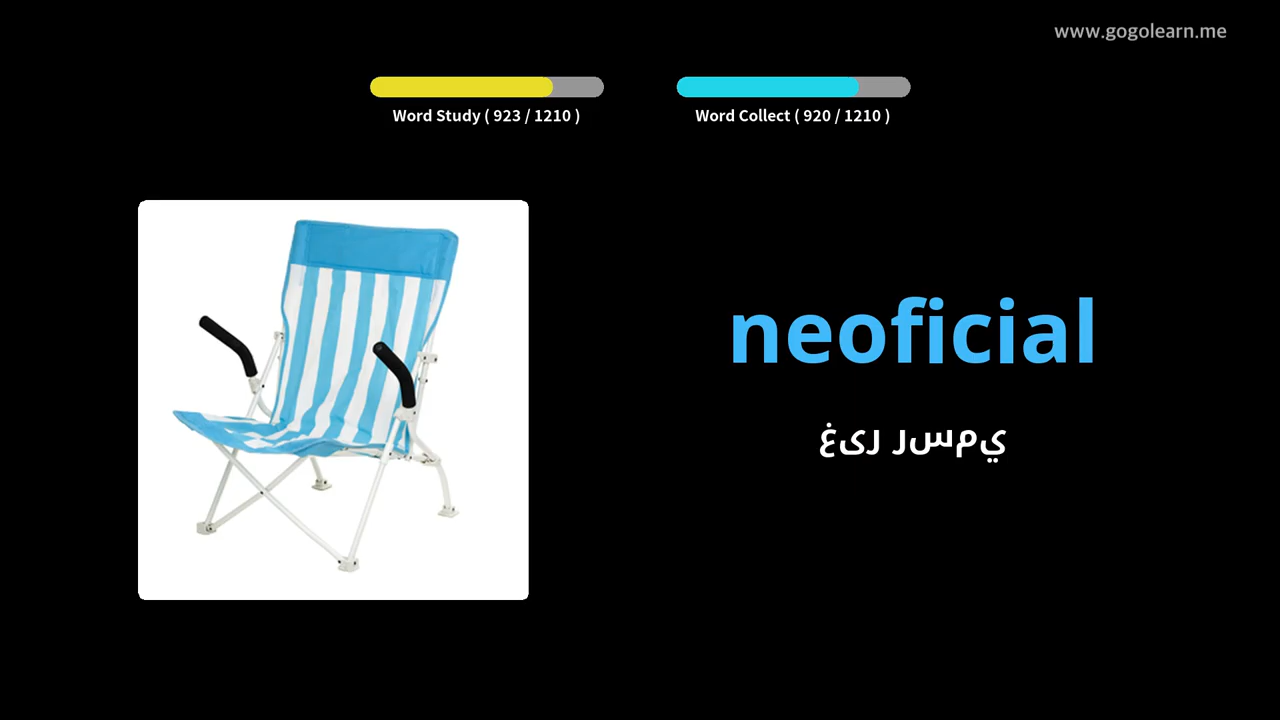 www.gogolearn.me
Word Study ( 923 / 1210 )
Word Collect ( 920 / 1210 )
neoficial
غير رسمي